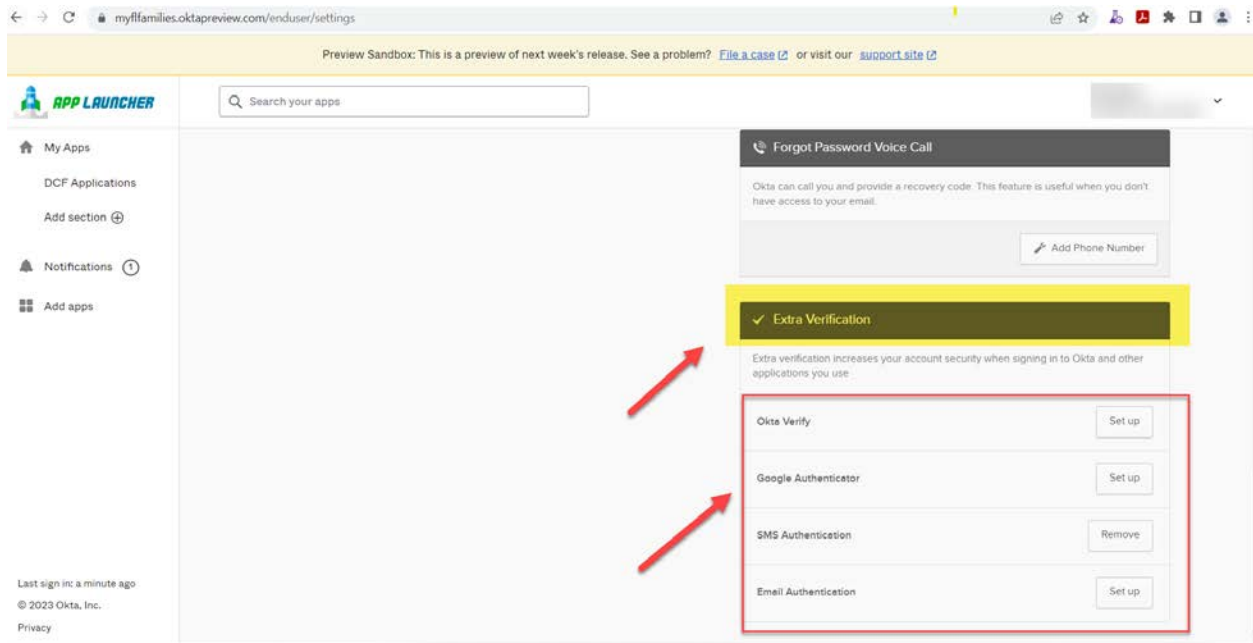 myflfamilies.oktapreview.com/enduser/settings
Preview Sandbox: This is a preview of next week's release. See a problem? File a case or visit our support site
APP LAUNCHER
Search your apps
My Apps
DCF Applications
Add section
Notifications 1
Add apps
Forgot Password Voice Call
Okta can call you and provide a recovery code. This feature is useful when you don't
have access to your email.
Add Phone Number
Extra Verification
Extra verification increases your account security when signing in to Okta and other
applications you use
Okta Verify Set up
Google Authenticator Set up
SMS Authentication Remove
Email Authentication Set up
Last sign in: a minute ago
© 2023 Okta, Inc.
Privacy